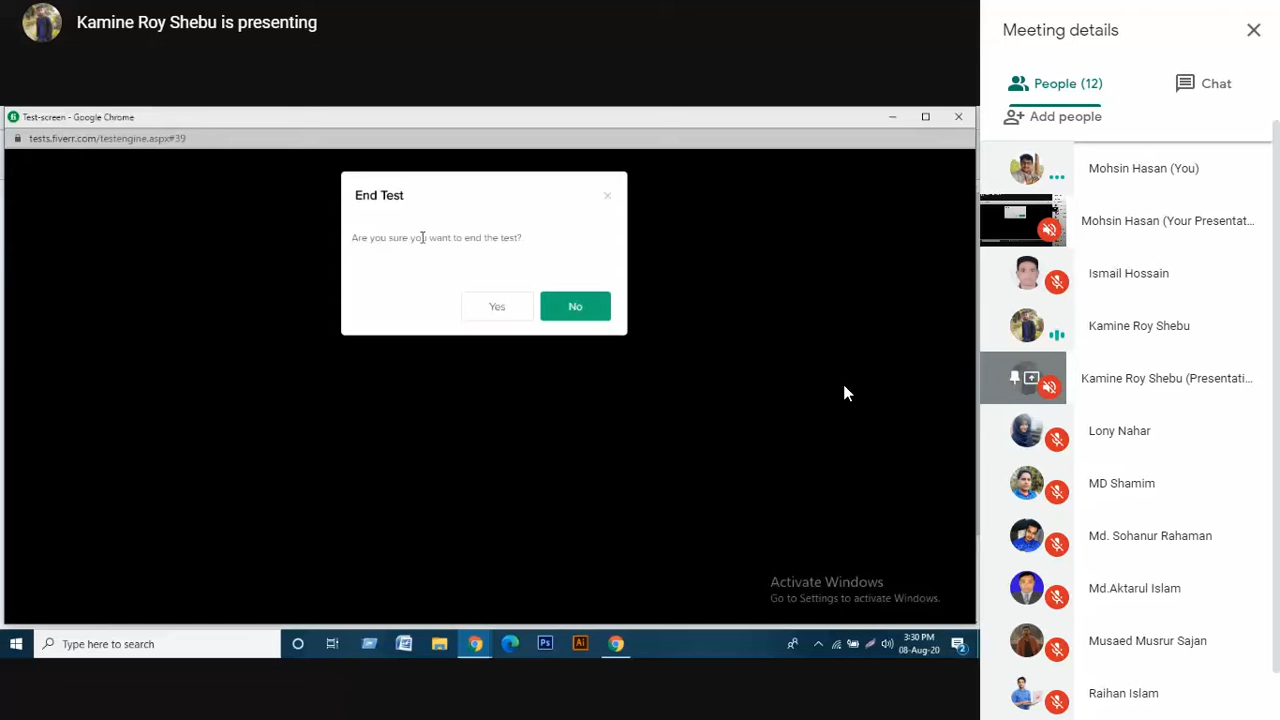 Kamine Roy Shebu is presenting
Test-screen - Google Chrome
tests.fiverr.com/testengine.aspx#39
End Test
Are you sure you want to end the test?
Yes
No
Activate Windows
Go to Settings to activate Windows.
Type here to search
Ps
Ai
3:30 PM
08-Aug-20
2
Meeting details
People (12)
Chat
Add people
Mohsin Hasan (You)
Mohsin Hasan (Your Presentat...
Ismail Hossain
Kamine Roy Shebu
Kamine Roy Shebu (Presentati...
Lony Nahar
MD Shamim
Md. Sohanur Rahaman
Md.Aktarul Islam
Musaed Musrur Sajan
Raihan Islam